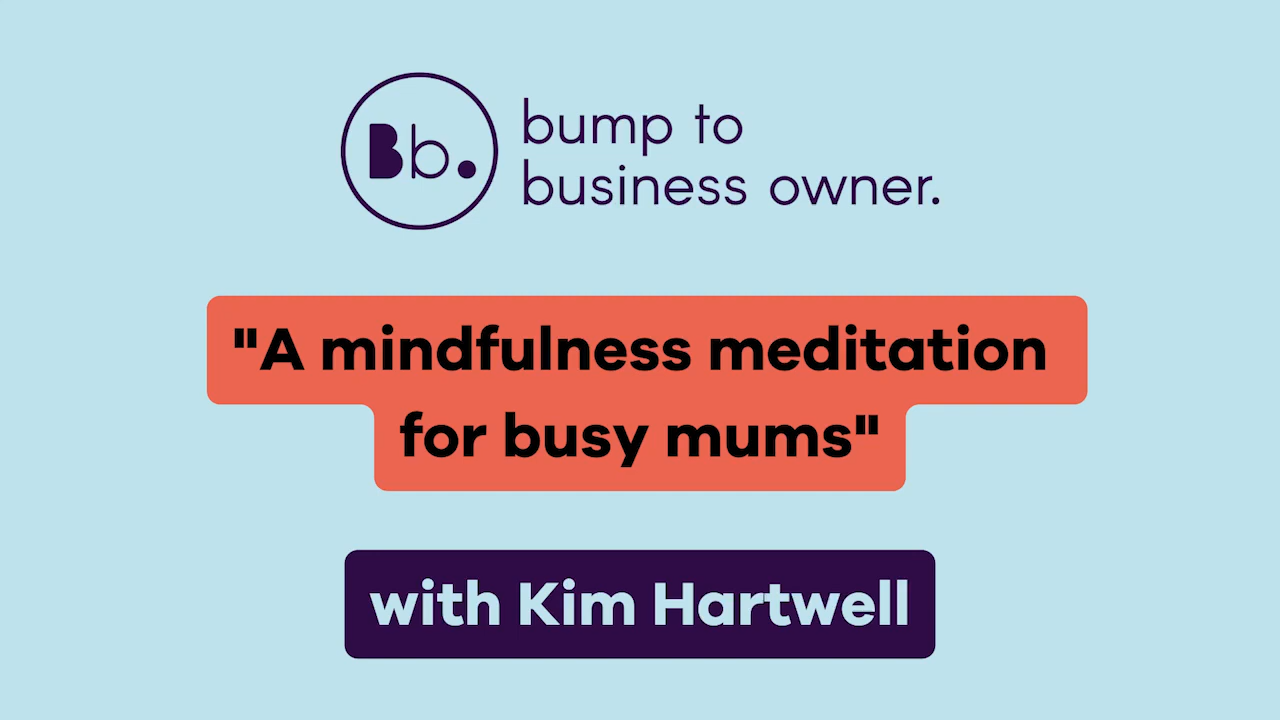 Bb.
bump to
business owner.
"A mindfulness meditation
for busy mums"
with Kim Hartwell